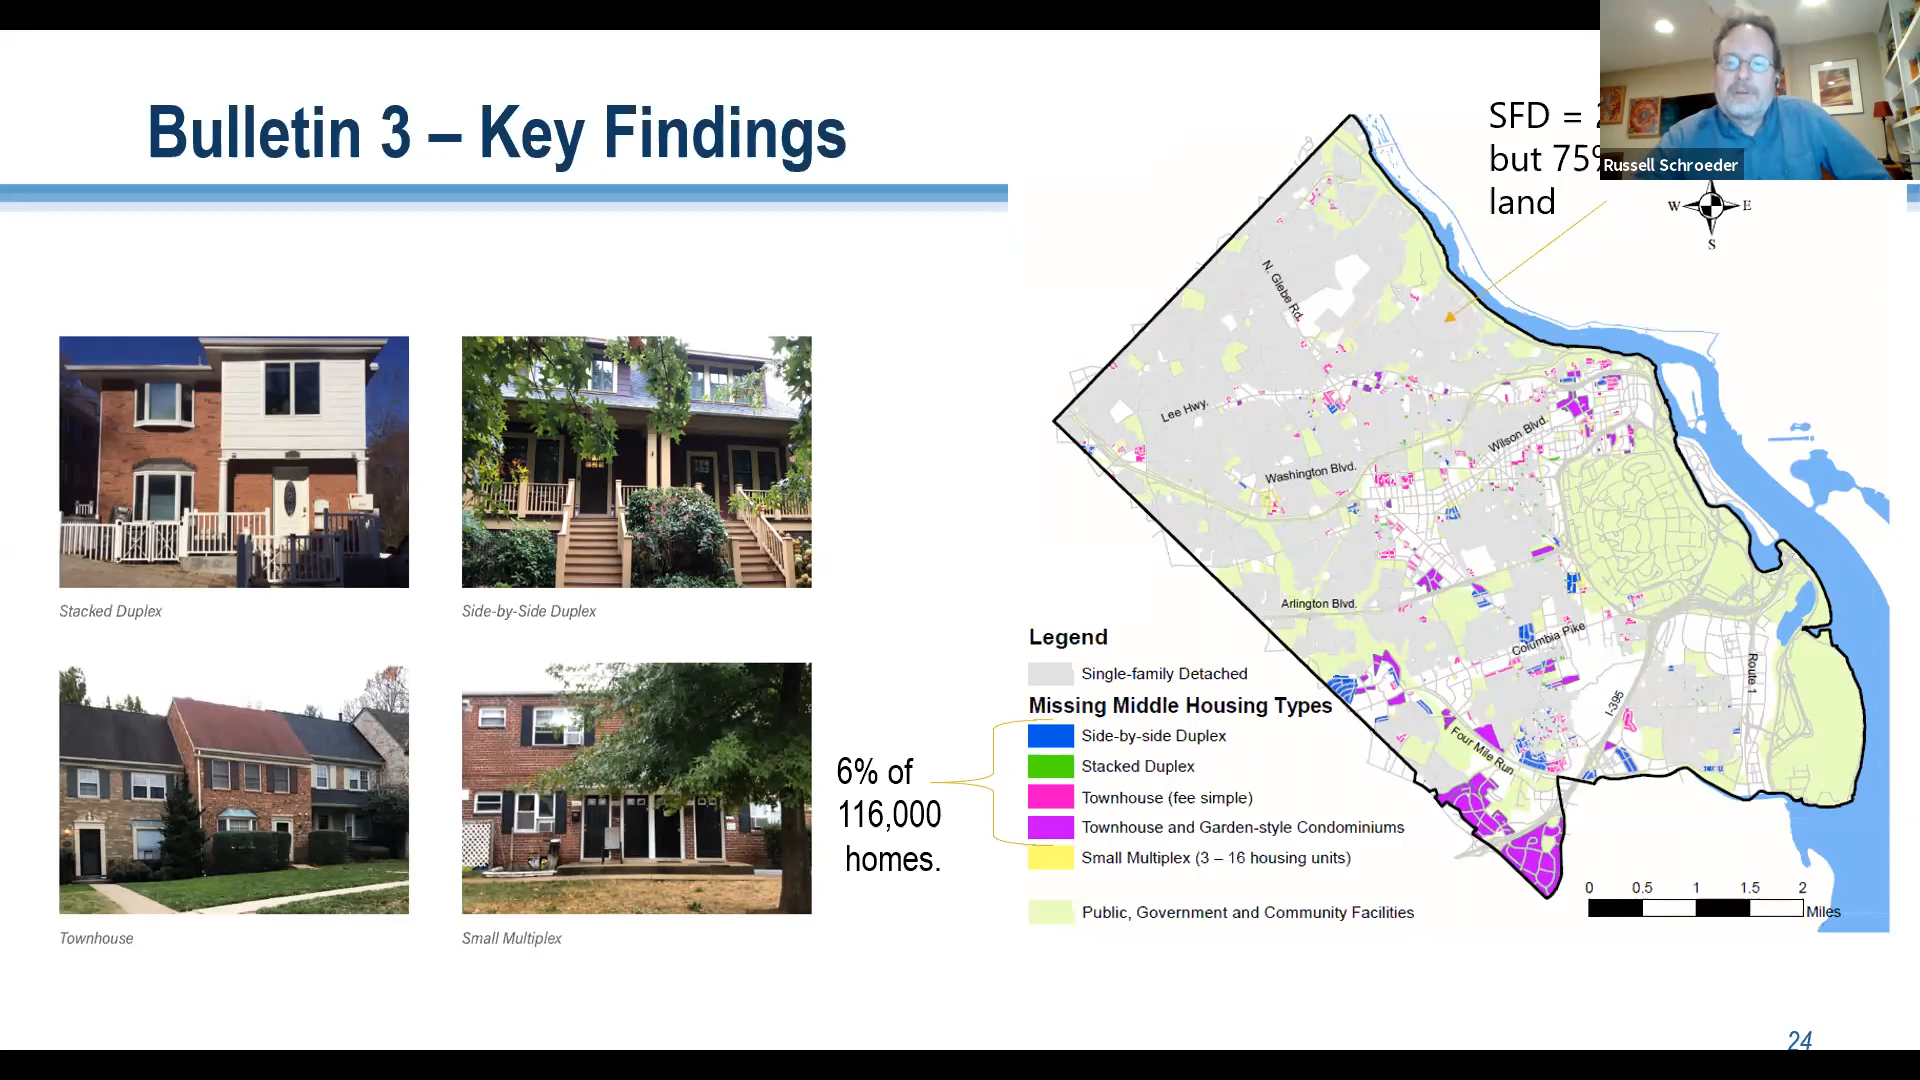 Bulletin 3 – Key Findings
SFD =
but 75%
land
Russell Schroeder
W
E
S
N. Glebe Rd.
Lee Hwy.
Wilson Blvd.
Washington Blvd.
Arlington Blvd.
Columbia Pike
Route 1
I-395
Four Mile Run
Stacked Duplex
Side-by-Side Duplex
Townhouse
Small Multiplex
6% of
116,000
homes.
Legend
Single-family Detached
Missing Middle Housing Types
Side-by-side Duplex
Stacked Duplex
Townhouse (fee simple)
Townhouse and Garden-style Condominiums
Small Multiplex (3 – 16 housing units)
Public, Government and Community Facilities
0 0.5 1 1.5 2
Miles
24